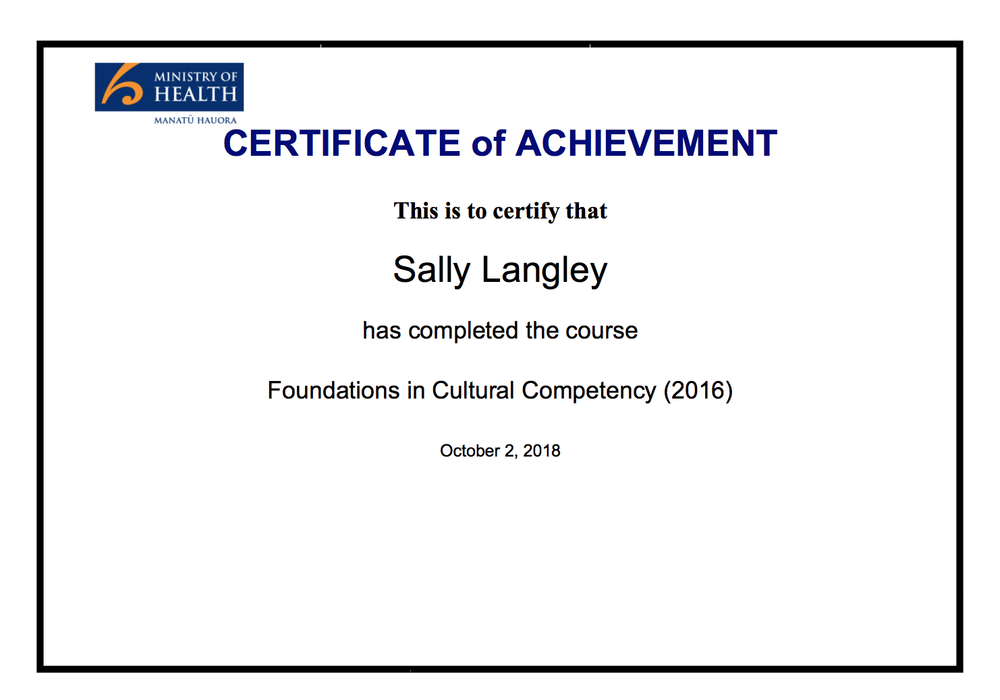 MINISTRY OF
HEALTH
MANATŪ HAUORA
CERTIFICATE of ACHIEVEMENT
This is to certify that
Sally Langley
has completed the course
Foundations in Cultural Competency (2016)
October 2, 2018